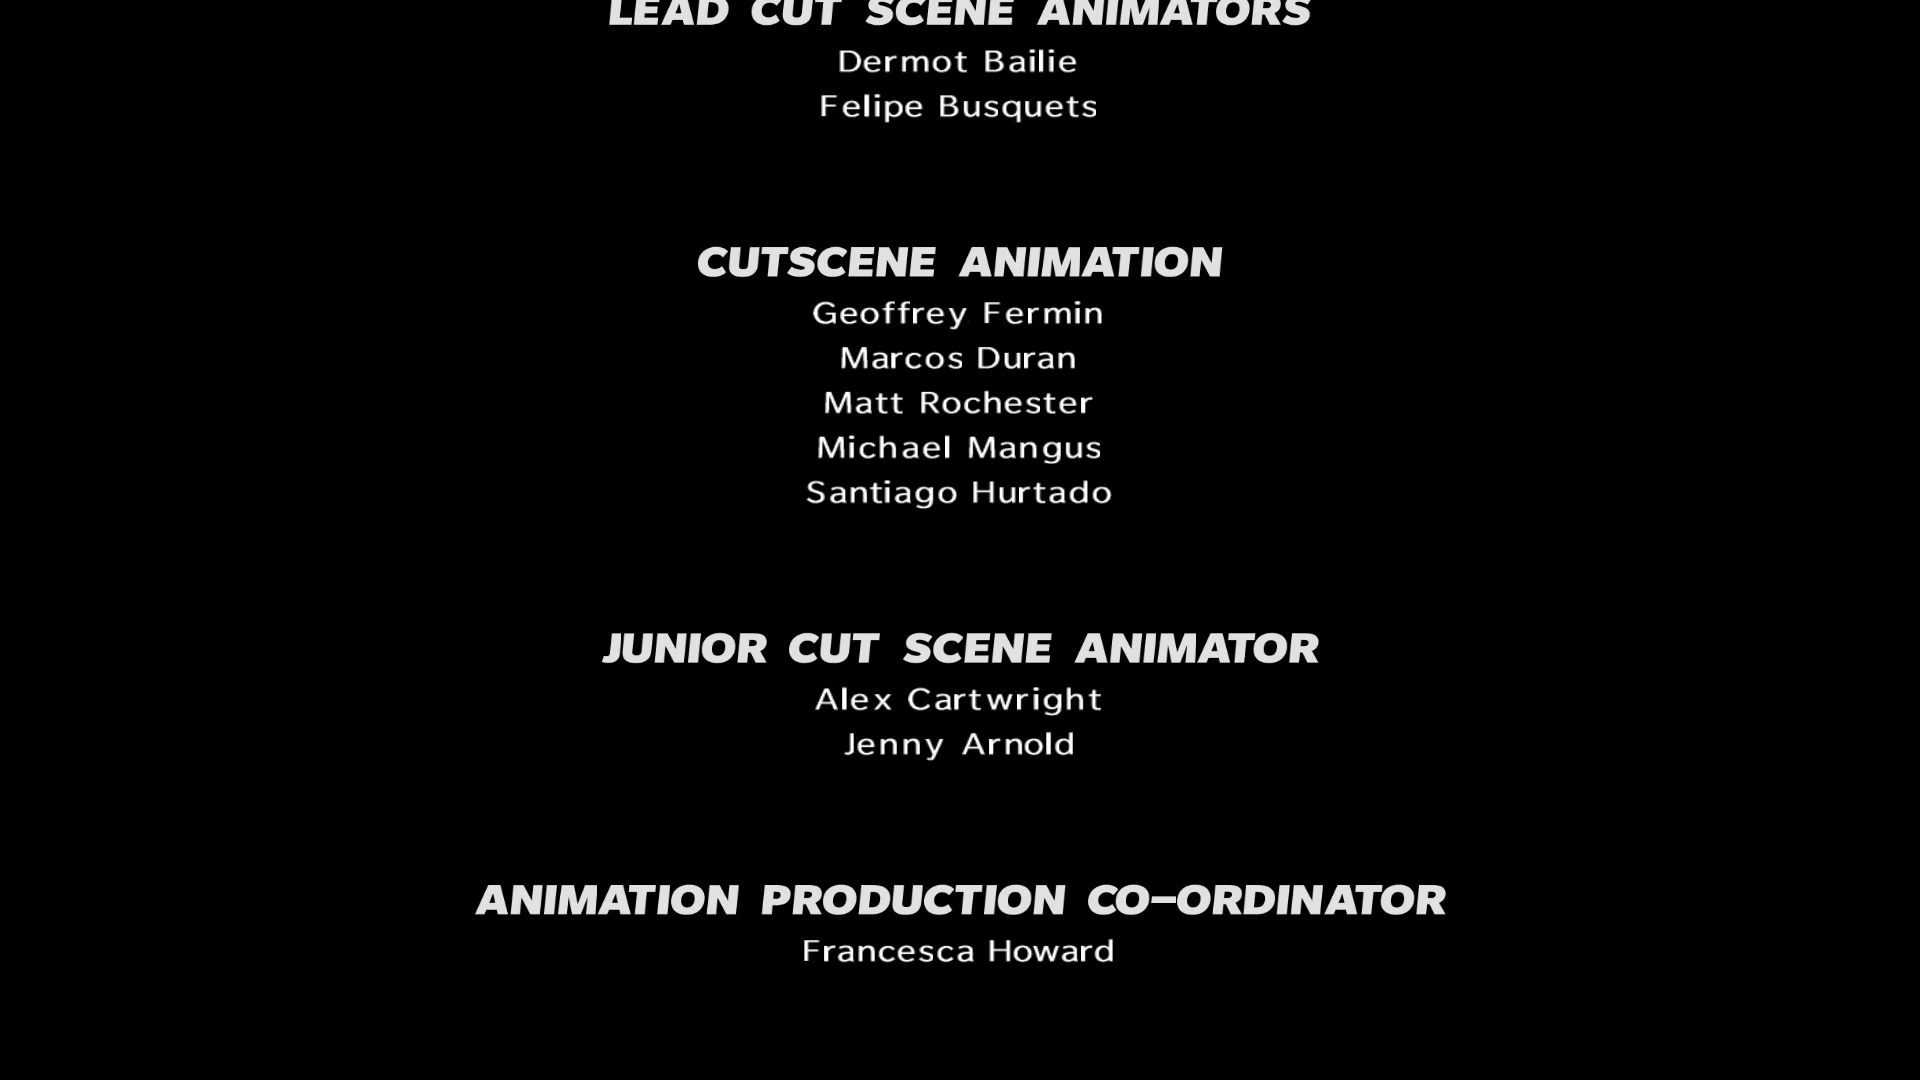 LEAD CUT SCENE ANIMATORS
Dermot Bailie
Felipe Busquets
CUTSCENE ANIMATION
Geoffrey Fermin
Marcos Duran
Matt Rochester
Michael Mangus
Santiago Hurtado
JUNIOR CUT SCENE ANIMATOR
Alex Cartwright
Jenny Arnold
ANIMATION PRODUCTION CO-ORDINATOR
Francesca Howard